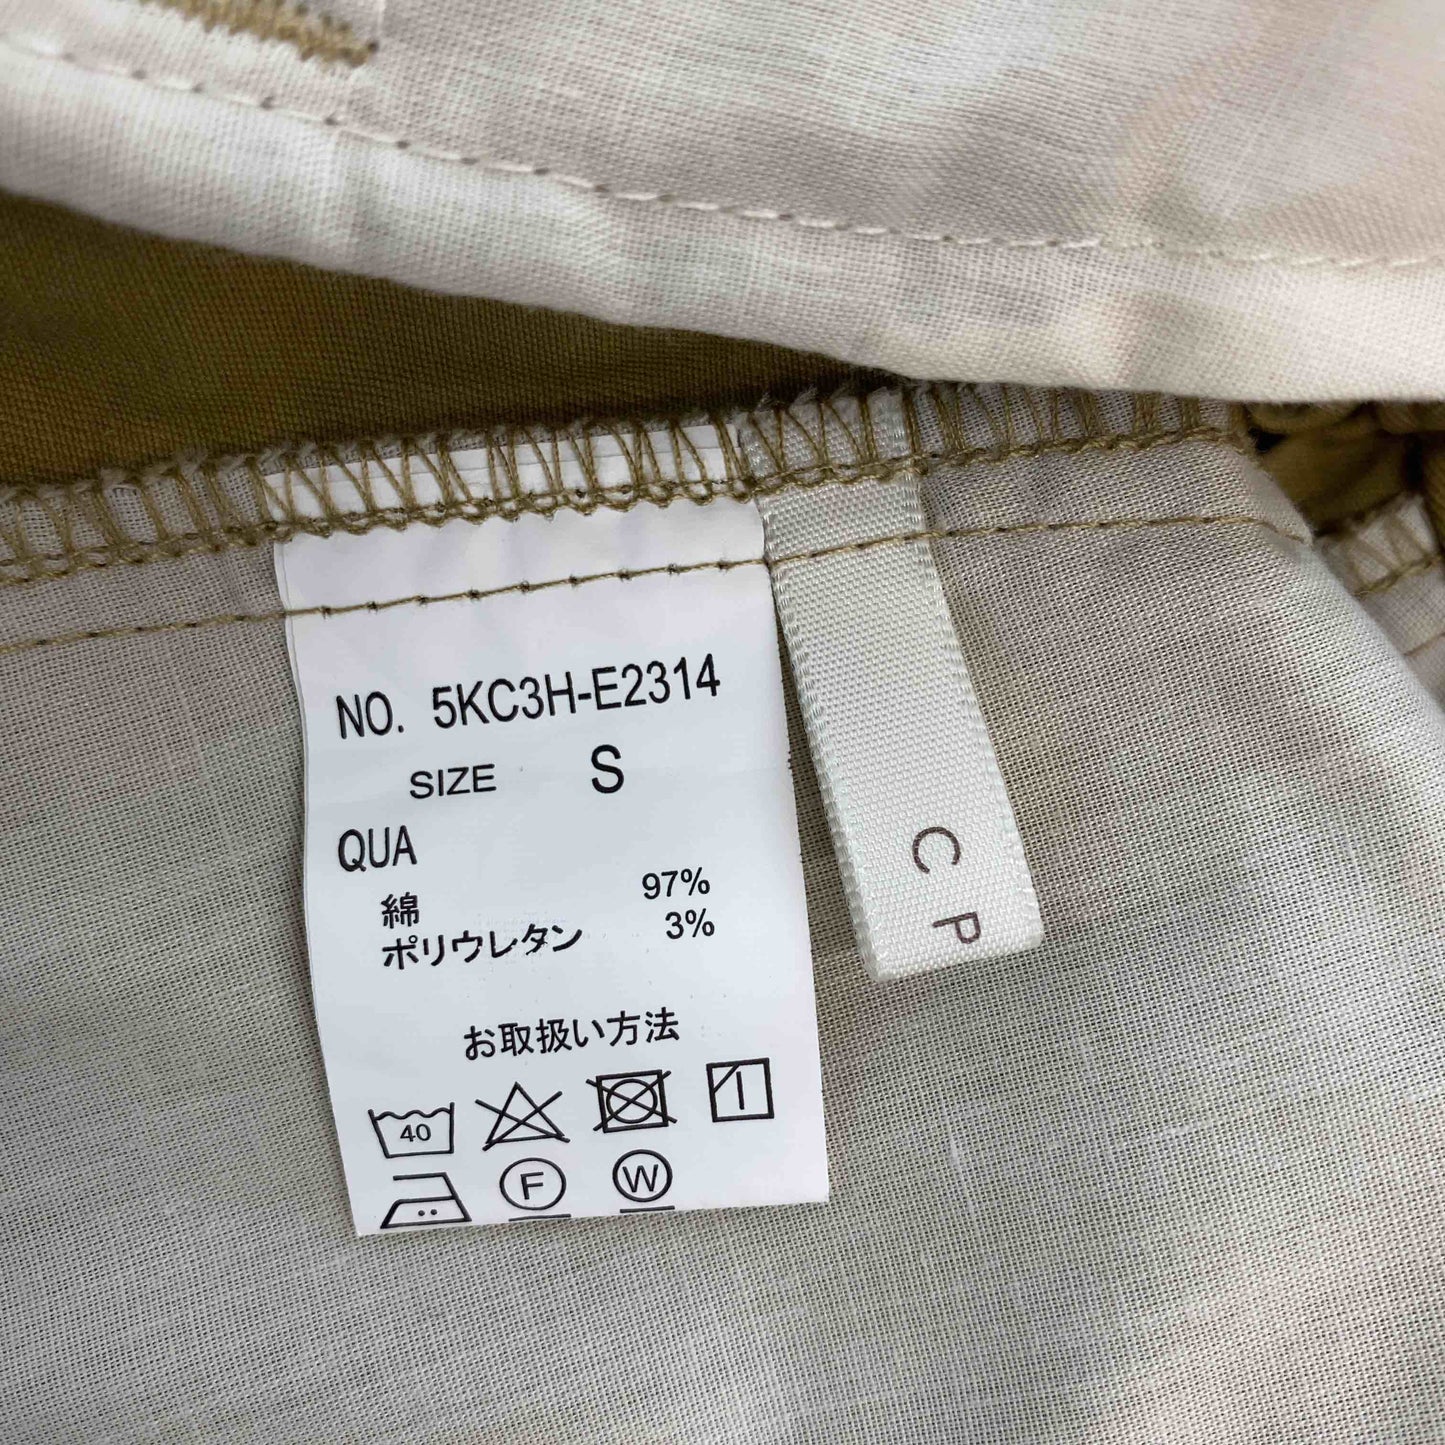 NO. 5KC3H-E2314
SIZE S
QUA
綿 97%
ポリウレタン 3%
お取扱い方法
40
F
W
C P